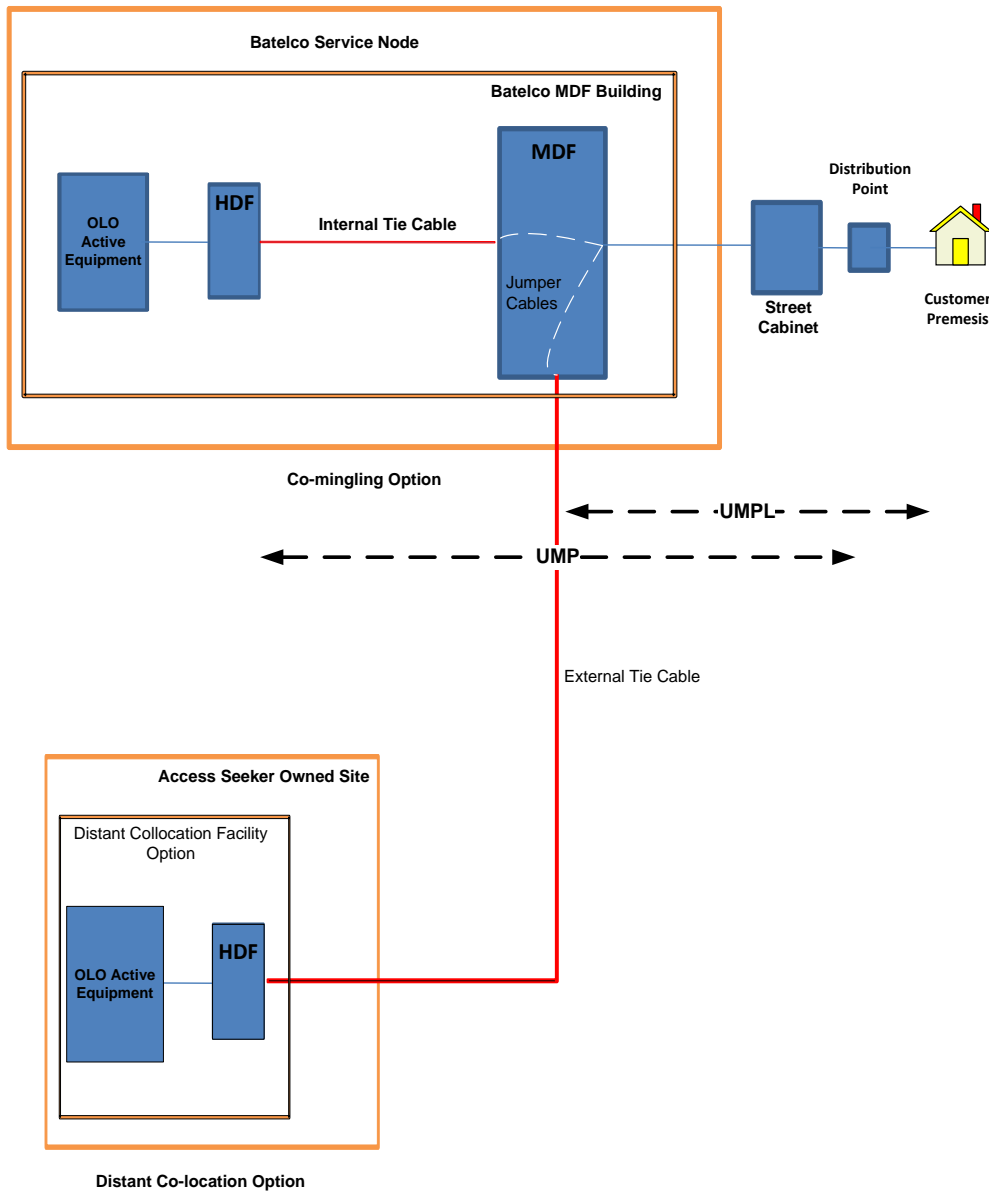 Batelco Service Node
Batelco MDF Building
MDF
Distribution
Point
HDF
OLO
Active
Equipment
Internal Tie Cable
Jumper
Cables
Street
Cabinet
Customer
Premesis
Co-mingling Option
UMPL
UMP
External Tie Cable
Access Seeker Owned Site
Distant Collocation Facility
Option
HDF
OLO Active
Equipment
Distant Co-location Option